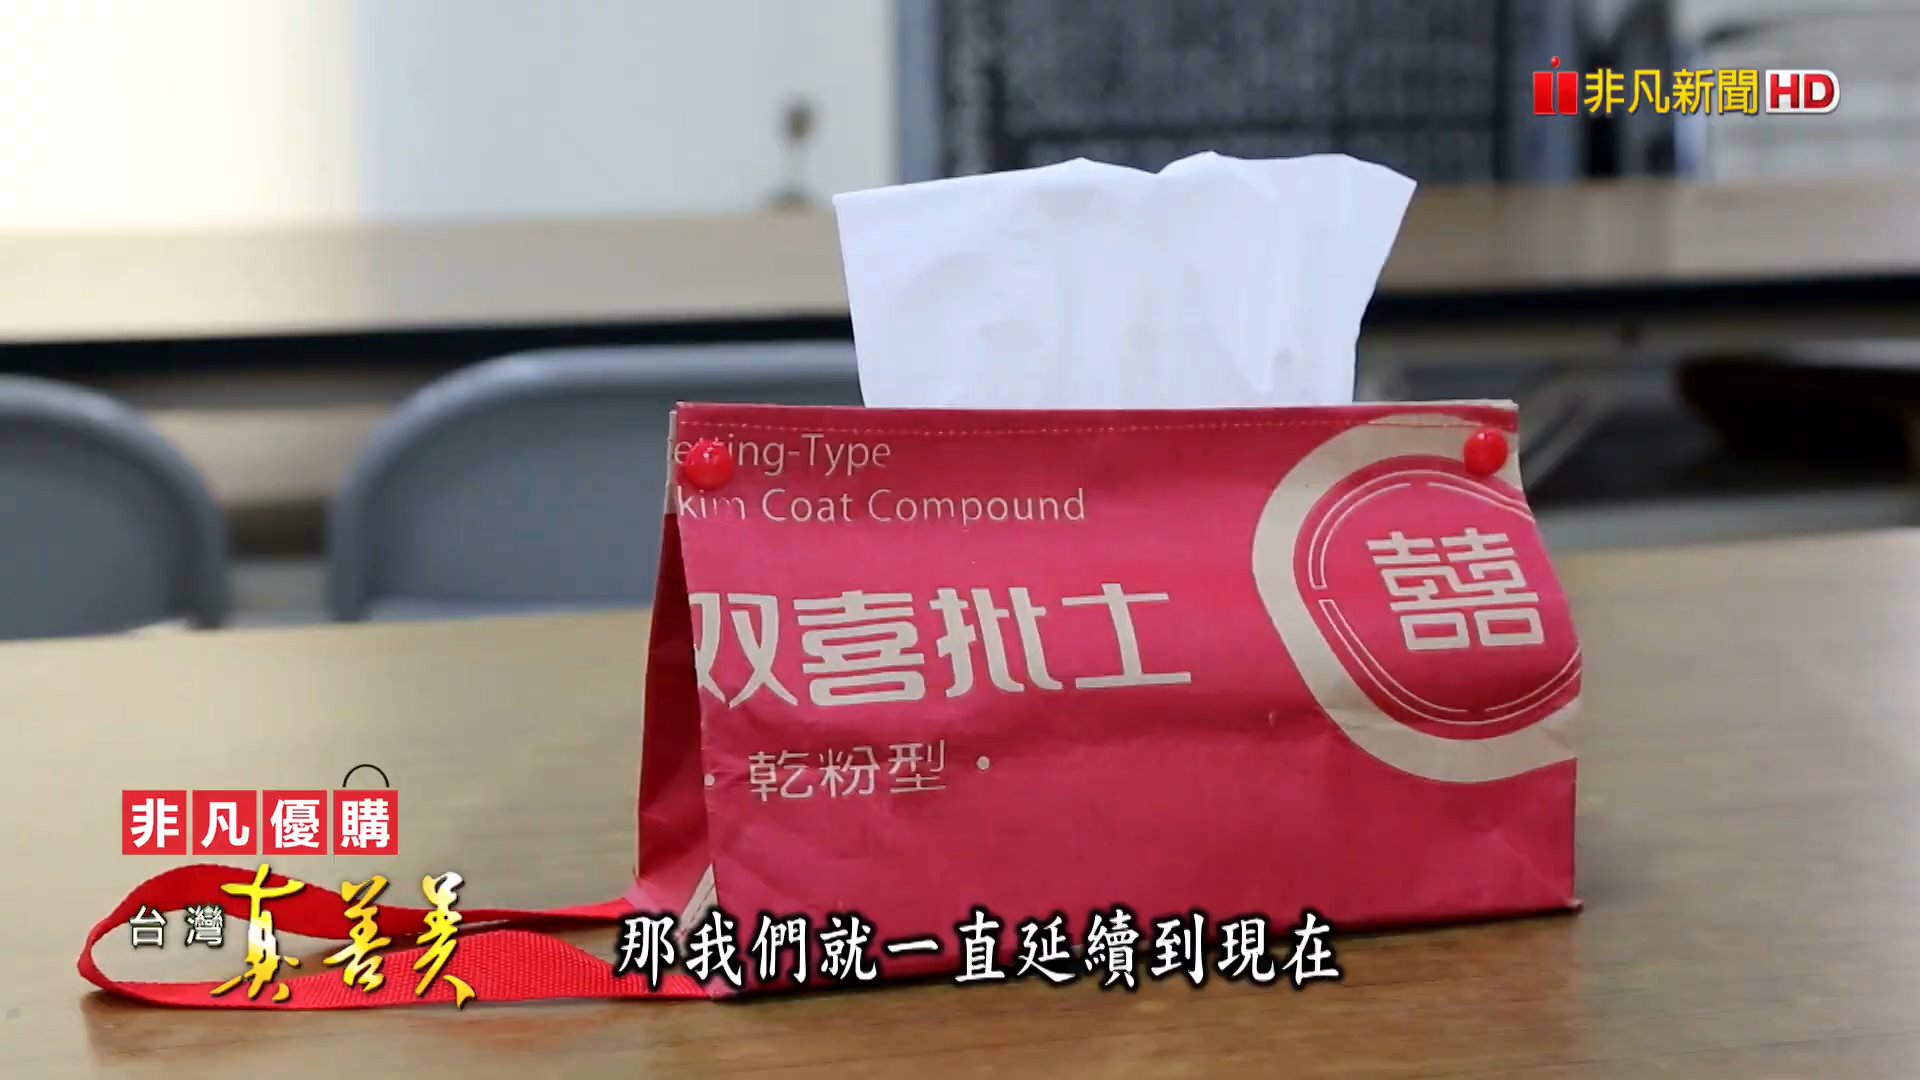 非凡新聞HD
etting-Type
kim Coat Compound
双喜批土
囍
·乾粉型·
非凡優購
台灣真善美
那我們就一直延續到現在